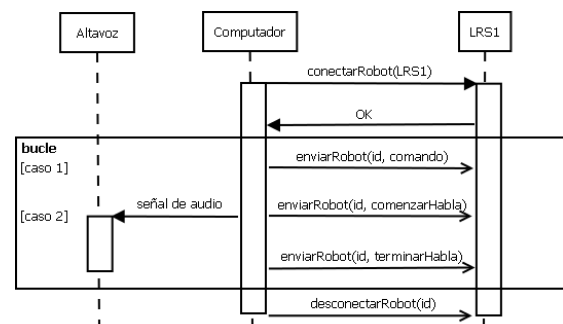 Altavoz
Computador
LRS1
conectarRobot(LRS1)
OK
bucle
[caso 1]
enviarRobot(id, comando)
[caso 2]
señal de audio
enviarRobot(id, comenzarHabla)
enviarRobot(id, terminarHabla)
desconectarRobot(id)